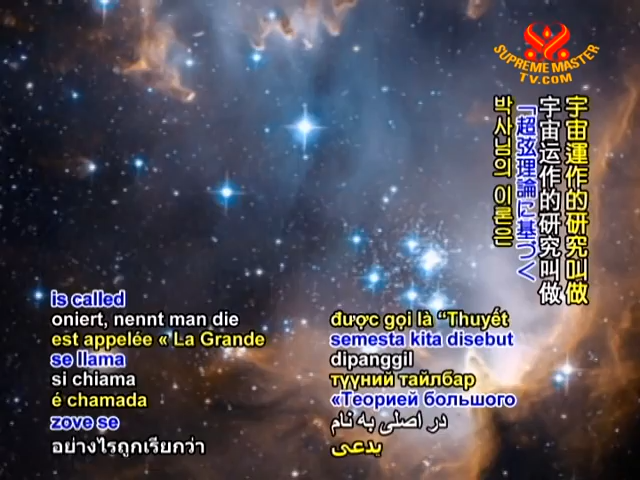 SUPREME MASTER
TV.COM
宇宙運作的研究叫做
宇宙运作的研究叫做
「超弦理論に基づく
박사님의 이론은
is called
oniert, nennt man die
est appelée « La Grande
se llama
si chiama
é chamada
zove se
อย่างไรถูกเรียกว่า
được gọi là “Thuyết
semesta kita disebut
dipanggil
түүний тайлбар
«Теорией большого
در اصلی به نام
يدعى